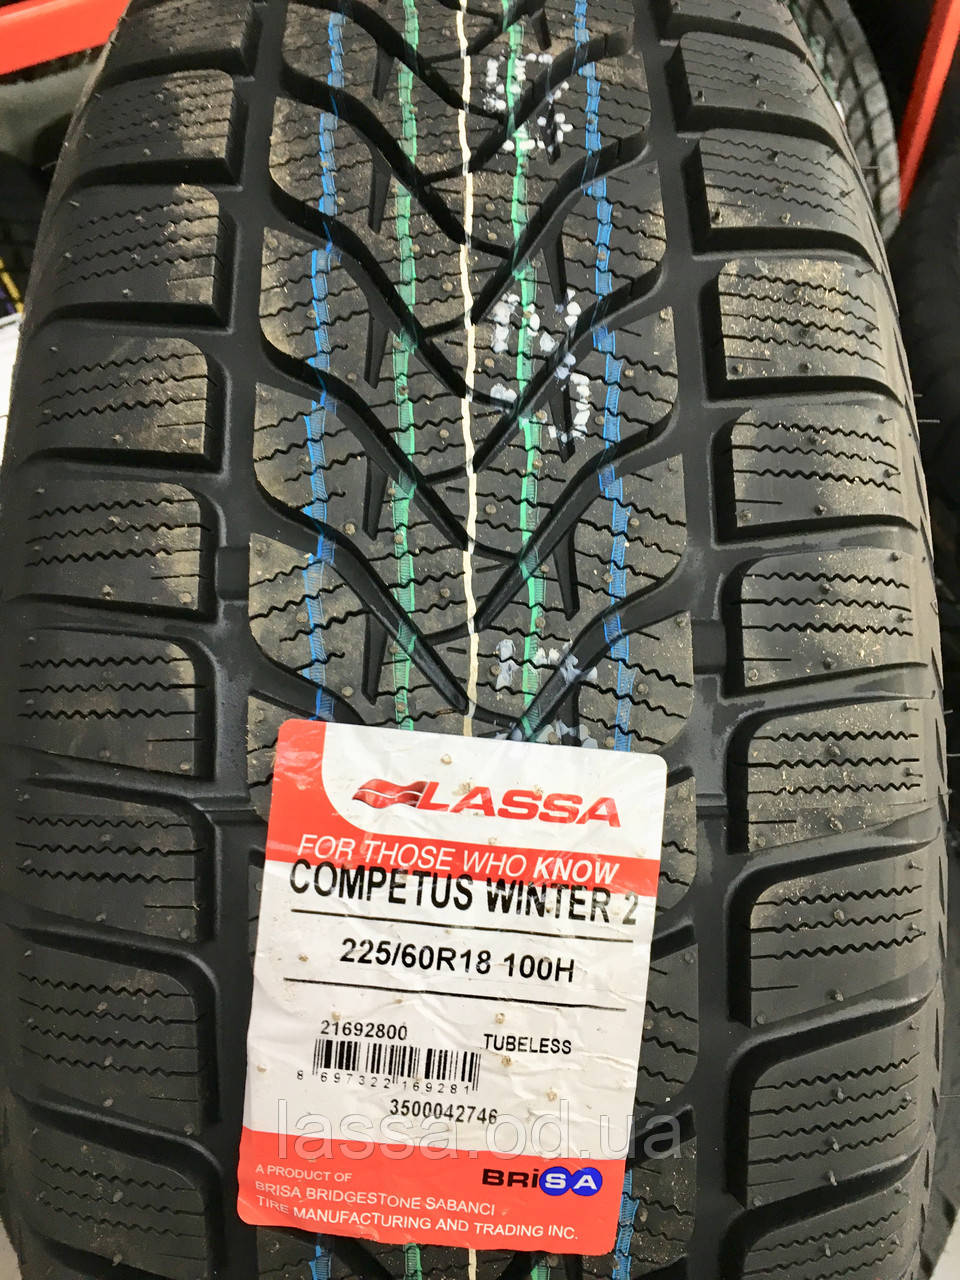 LASSA
FOR THOSE WHO KNOW
COMPETUS WINTER 2
225/60R18 100H
21692800 TUBELESS
8 697322 169281
3500042746
lassa.od.ua
A PRODUCT OF
BRISA BRIDGESTONE SABANCI
TIRE MANUFACTURING AND TRADING INC.
BRiSA